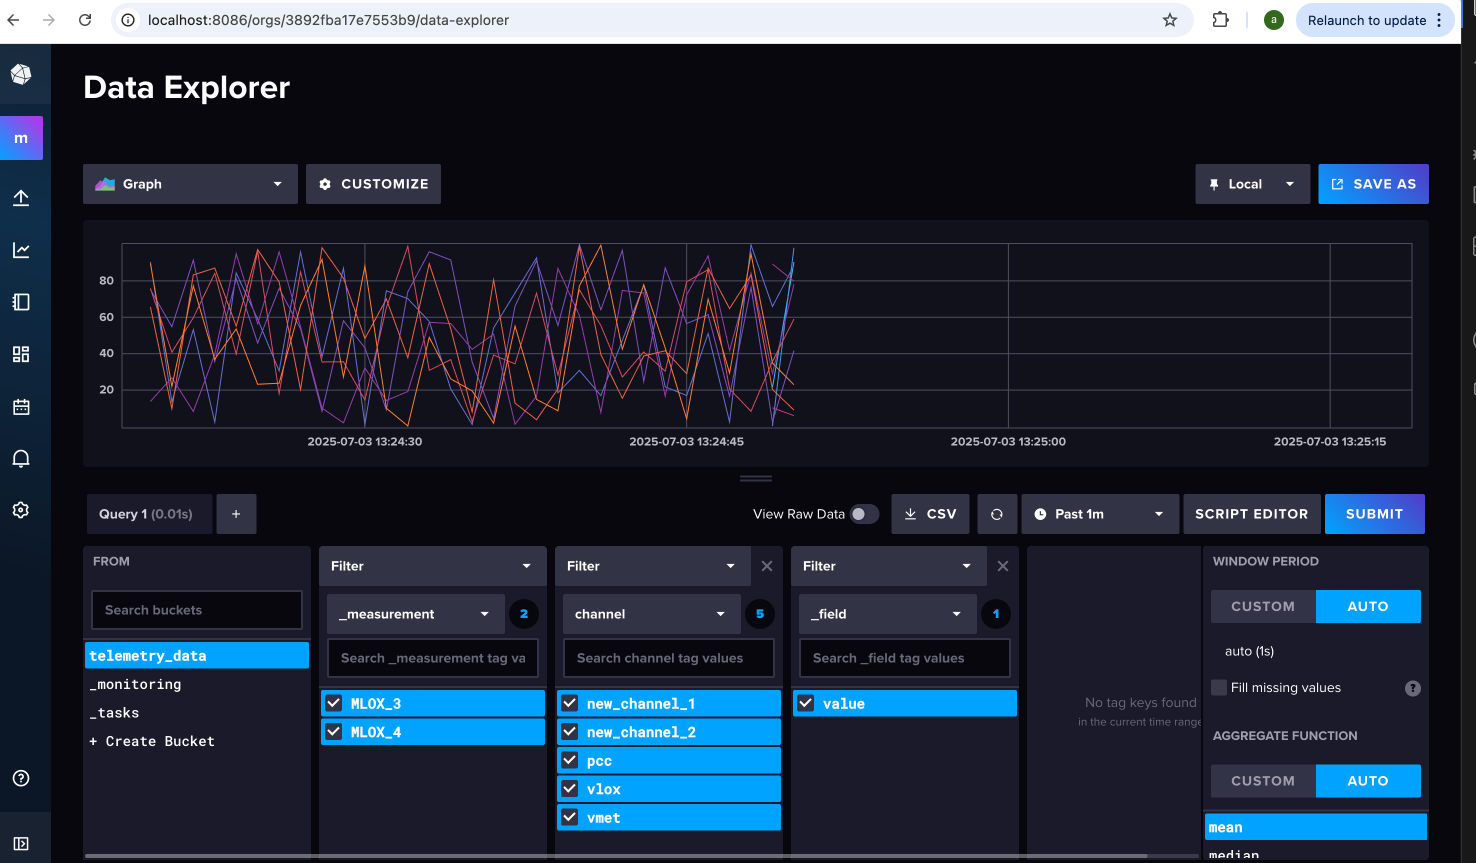 localhost:8086/orgs/3892fba17e7553b9/data-explorer
a
Relaunch to update
Data Explorer
m
Graph
CUSTOMIZE
Local
SAVE AS
80
60
40
20
2025-07-03 13:24:30
2025-07-03 13:24:45
2025-07-03 13:25:00
2025-07-03 13:25:15
Query 1 (0.01s)
+
View Raw Data
CSV
Past 1m
SCRIPT EDITOR
SUBMIT
FROM
Search buckets
telemetry_data
_monitoring
_tasks
+ Create Bucket
Filter
_measurement
2
Search _measurement tag va
MLOX_3
MLOX_4
Filter
channel
5
Search channel tag values
new_channel_1
new_channel_2
pcc
vlox
vmet
Filter
_field
1
Search _field tag values
value
No tag keys found
in the current time range
WINDOW PERIOD
CUSTOM
AUTO
auto (1s)
Fill missing values
?
AGGREGATE FUNCTION
CUSTOM
AUTO
mean
median